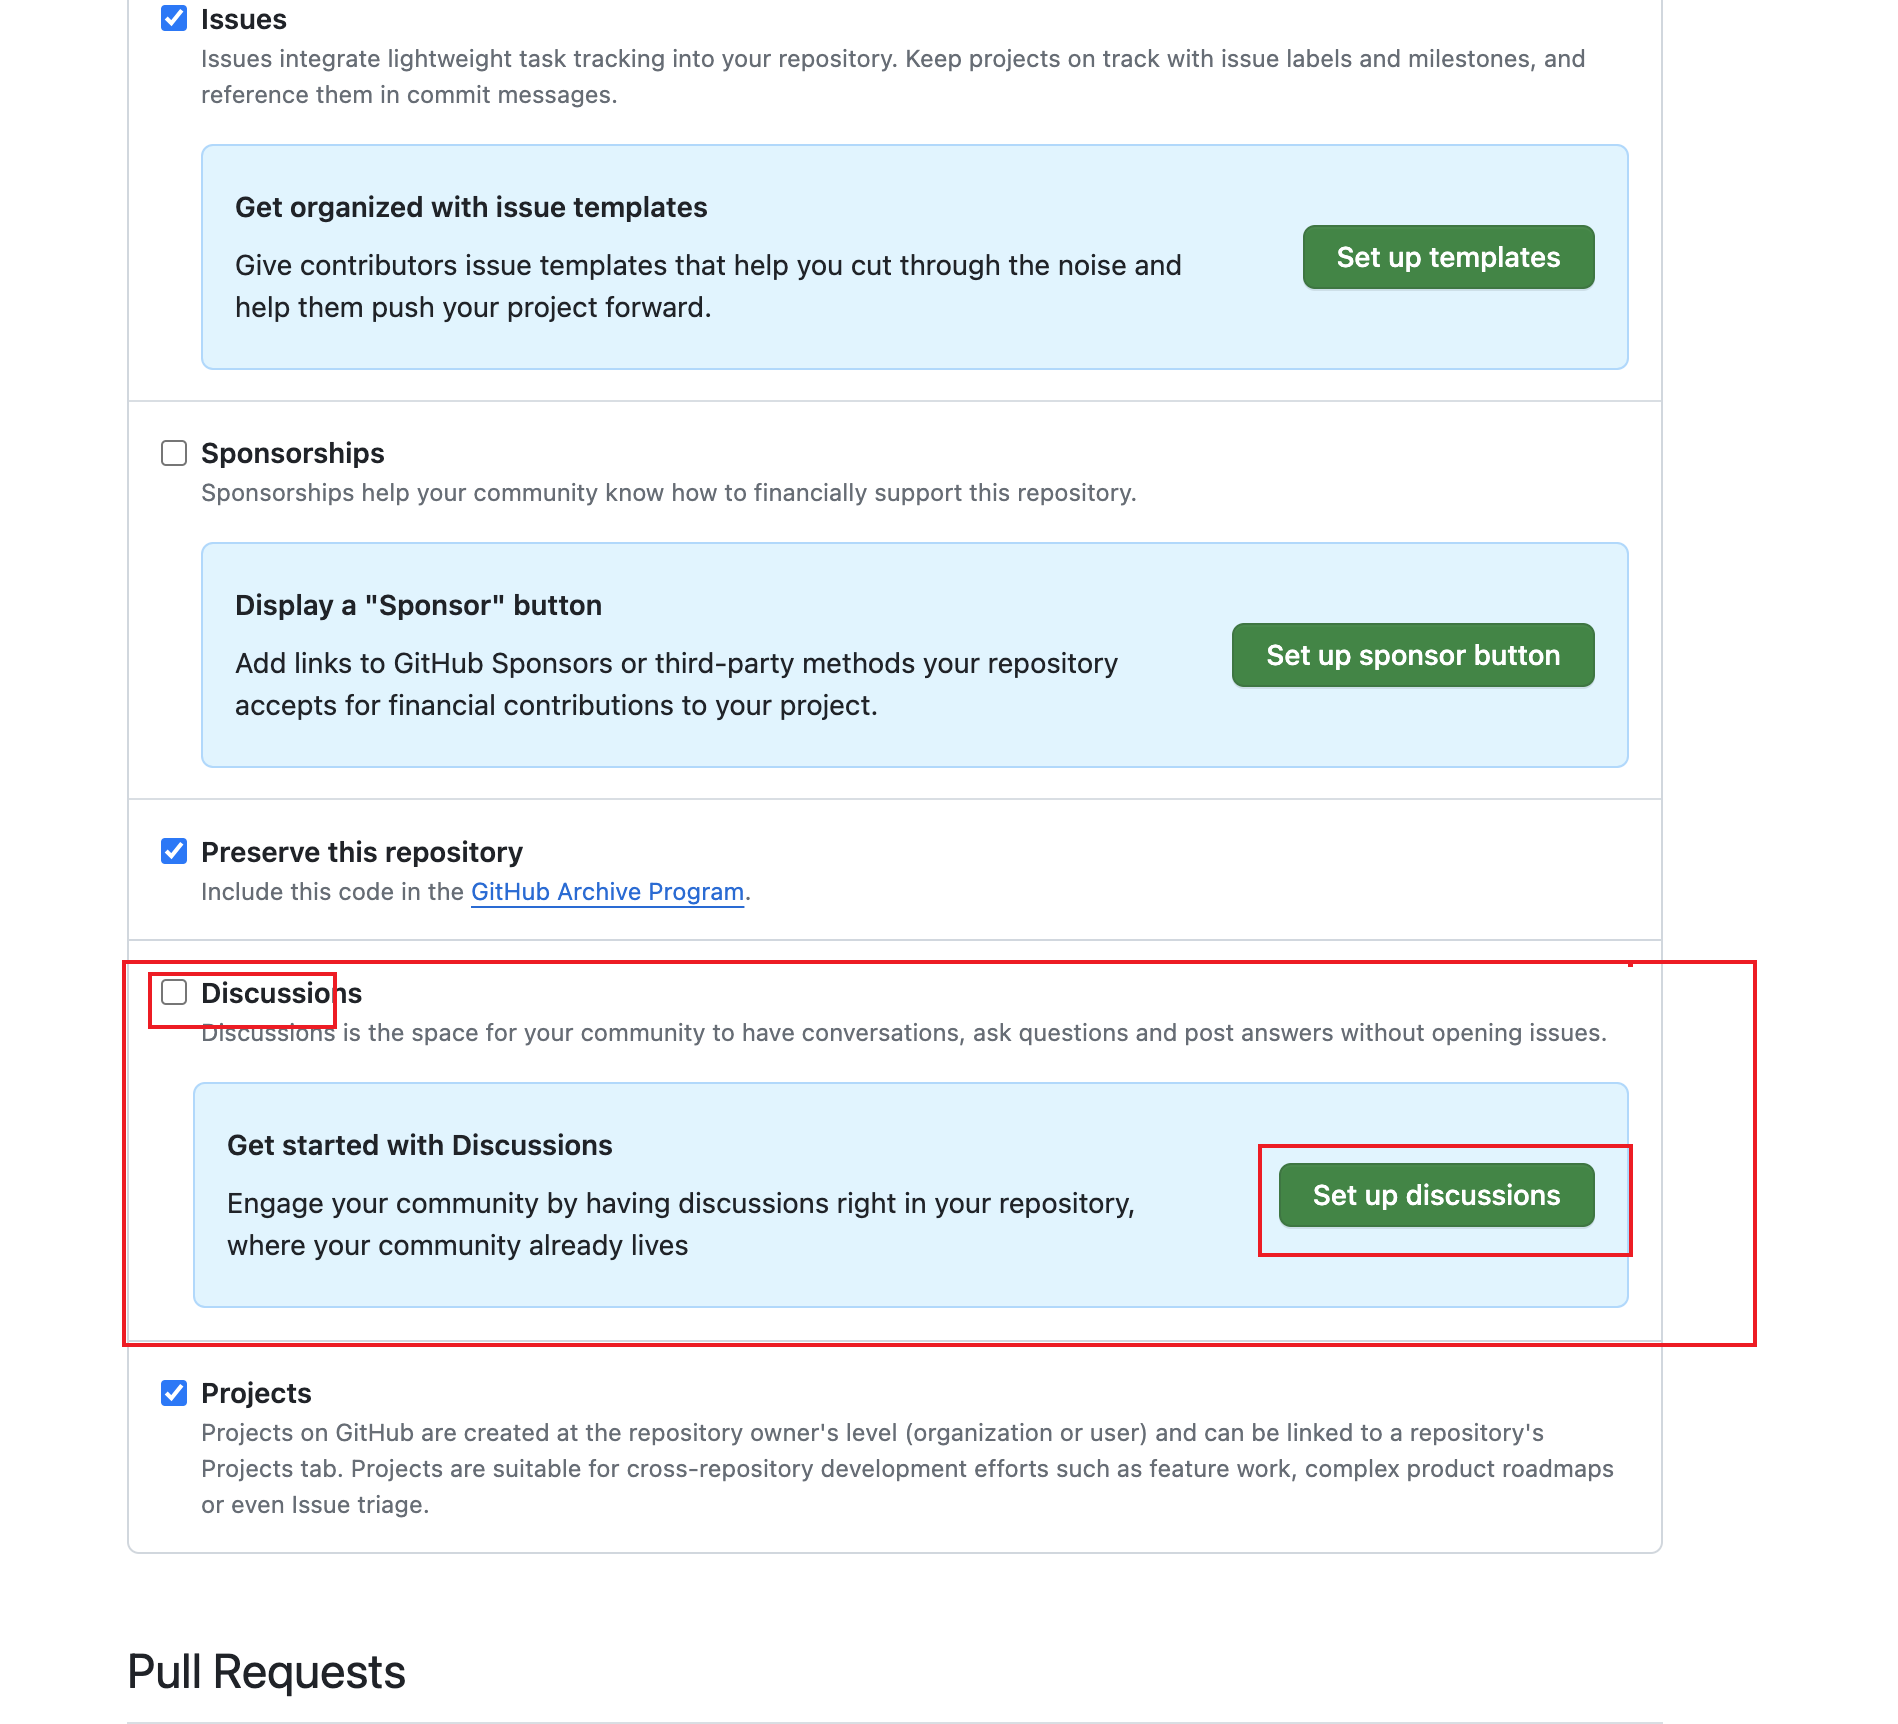 Issues
Issues integrate lightweight task tracking into your repository. Keep projects on track with issue labels and milestones, and
reference them in commit messages.
Get organized with issue templates
Give contributors issue templates that help you cut through the noise and
help them push your project forward.
Set up templates
Sponsorships
Sponsorships help your community know how to financially support this repository.
Display a "Sponsor" button
Add links to GitHub Sponsors or third-party methods your repository
accepts for financial contributions to your project.
Set up sponsor button
Preserve this repository
Include this code in the GitHub Archive Program.
Discussions
Discussions is the space for your community to have conversations, ask questions and post answers without opening issues.
Get started with Discussions
Engage your community by having discussions right in your repository,
where your community already lives
Set up discussions
Projects
Projects on GitHub are created at the repository owner's level (organization or user) and can be linked to a repository's
Projects tab. Projects are suitable for cross-repository development efforts such as feature work, complex product roadmaps
or even Issue triage.
Pull Requests